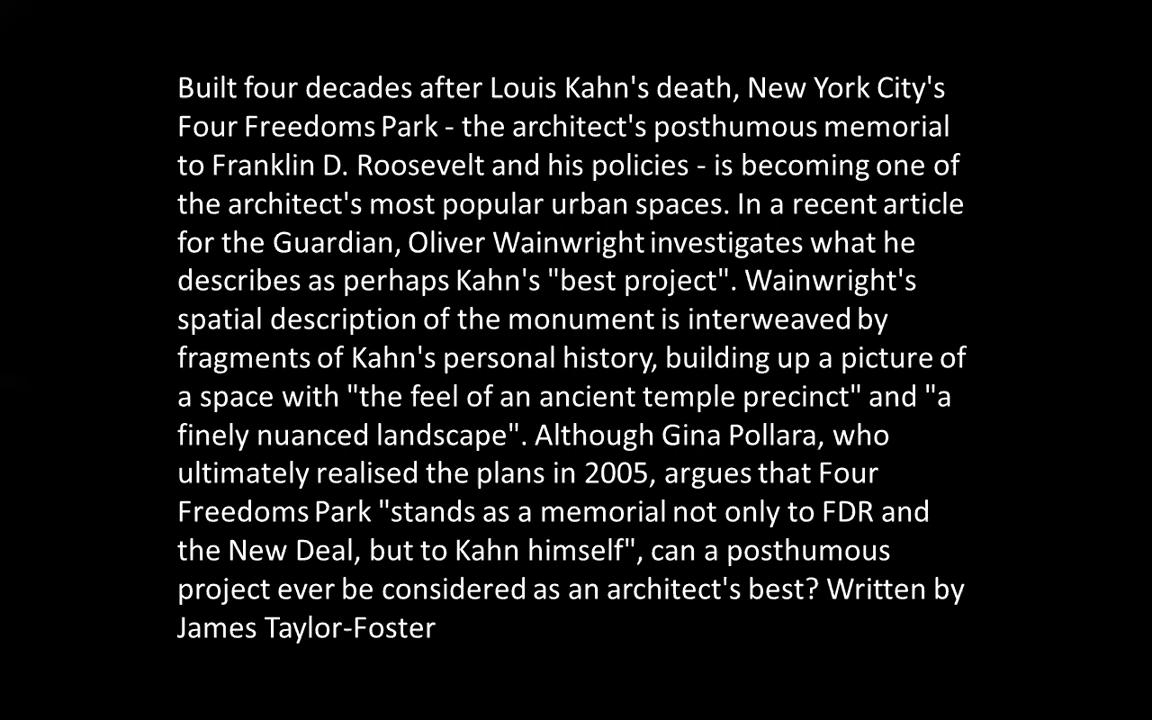 Built four decades after Louis Kahn's death, New York City's
Four Freedoms Park - the architect's posthumous memorial
to Franklin D. Roosevelt and his policies - is becoming one of
the architect's most popular urban spaces. In a recent article
for the Guardian, Oliver Wainwright investigates what he
describes as perhaps Kahn's "best project". Wainwright's
spatial description of the monument is interweaved by
fragments of Kahn's personal history, building up a picture of
a space with "the feel of an ancient temple precinct" and "a
finely nuanced landscape". Although Gina Pollara, who
ultimately realised the plans in 2005, argues that Four
Freedoms Park "stands as a memorial not only to FDR and
the New Deal, but to Kahn himself", can a posthumous
project ever be considered as an architect's best? Written by
James Taylor-Foster